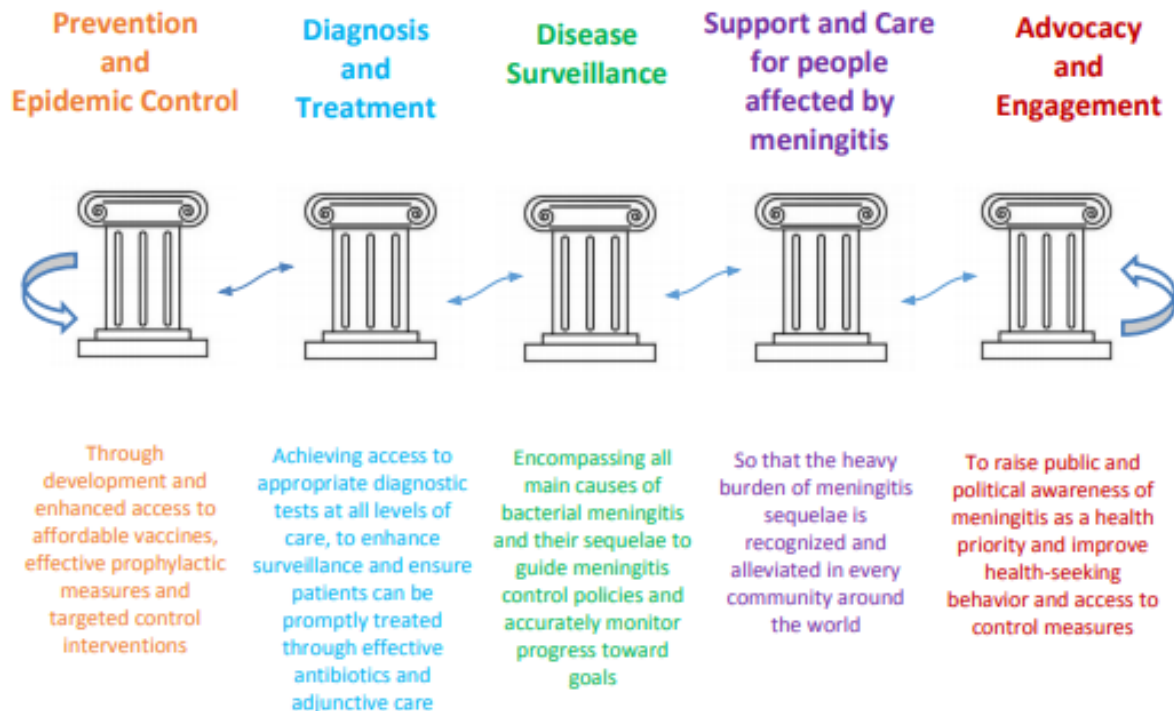 Prevention
and
Epidemic Control
Diagnosis
and
Treatment
Disease
Surveillance
Support and Care
for people
affected by
meningitis
Advocacy
and
Engagement
Through
development and
enhanced access to
affordable vaccines,
effective prophylactic
measures and
targeted control
interventions
Achieving access to
appropriate diagnostic
tests at all levels of
care, to enhance
surveillance and ensure
patients can be
promptly treated
through effective
antibiotics and
adjunctive care
Encompassing all
main causes of
bacterial meningitis
and their sequelae to
guide meningitis
control policies and
accurately monitor
progress toward
goals
So that the heavy
burden of meningitis
sequelae is
recognized and
alleviated in every
community around
the world
To raise public and
political awareness of
meningitis as a health
priority and improve
health-seeking
behavior and access to
control measures